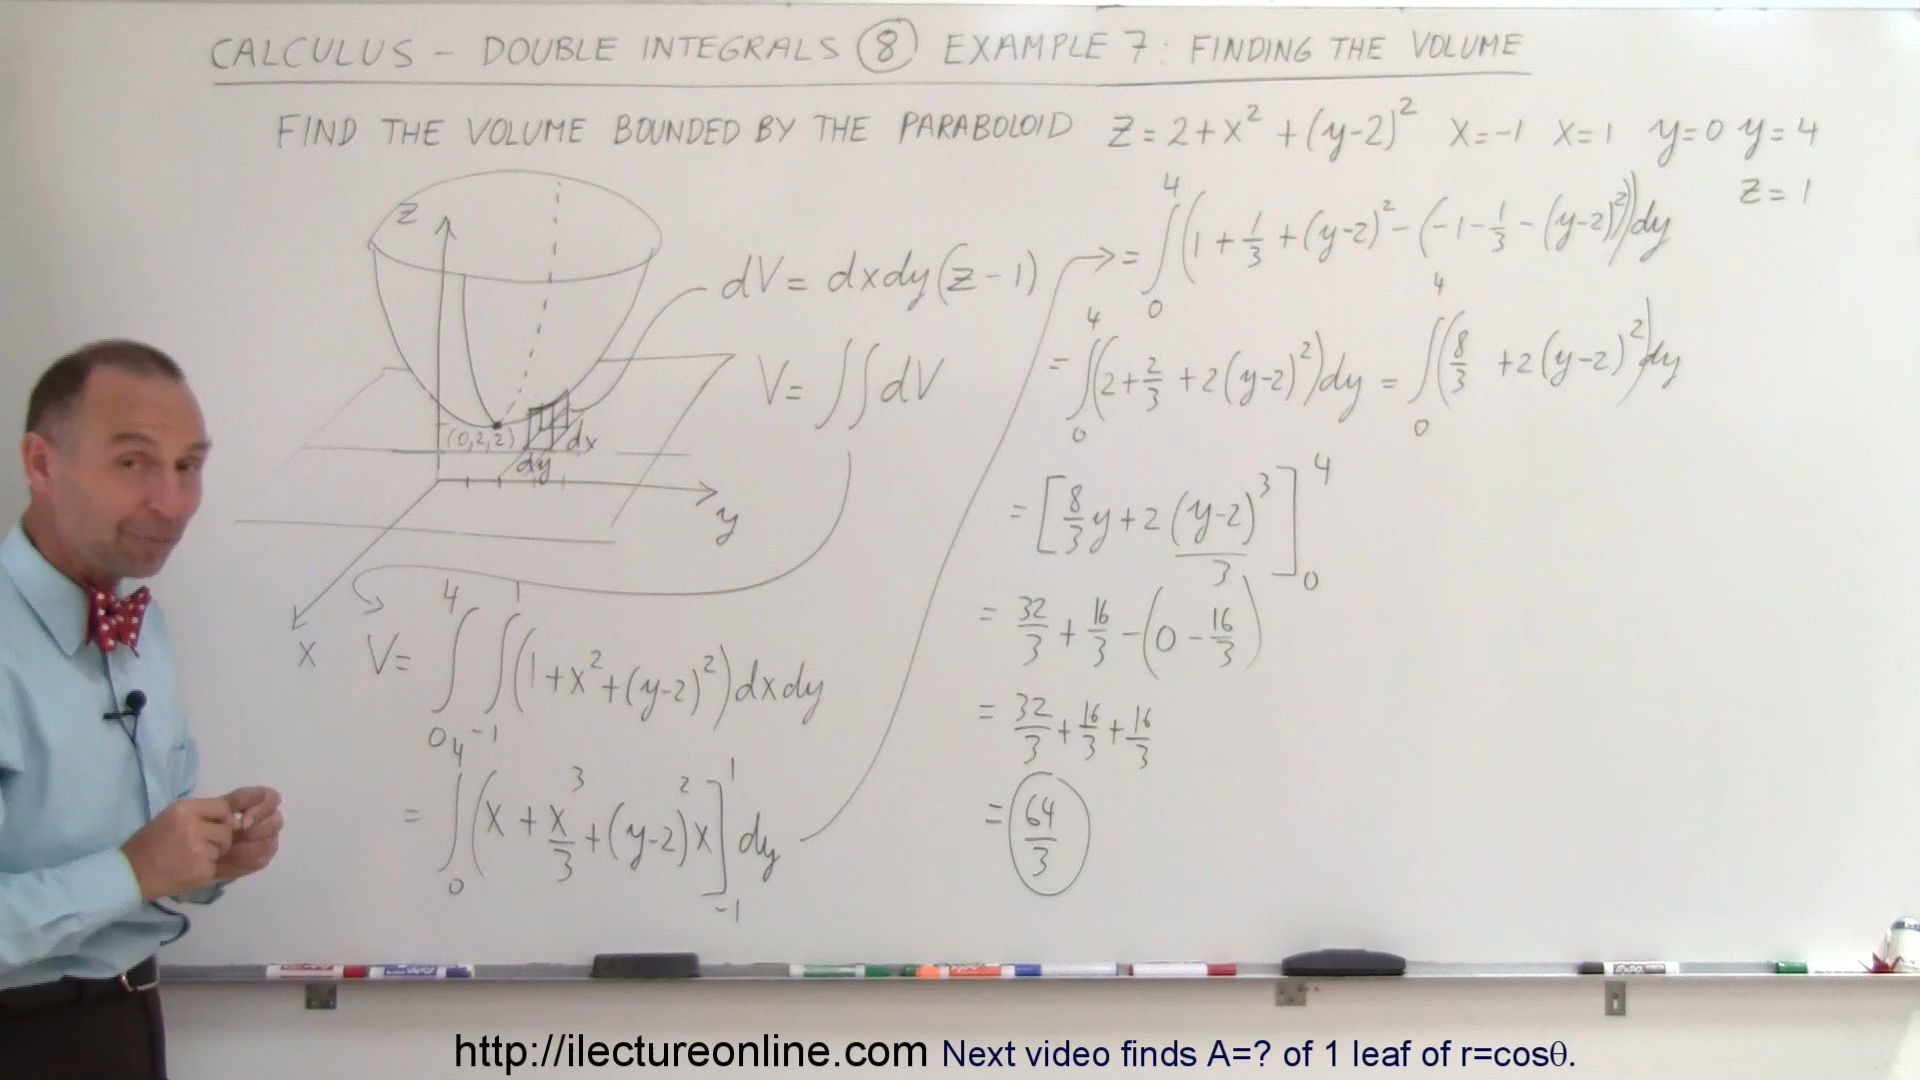 CALCULUS - DOUBLE INTEGRALS ⑧ EXAMPLE 7: FINDING THE VOLUME
FIND THE VOLUME BOUNDED BY THE PARABOLOID Z=2+x²+(y-2)² x=-1 x=1 y=0 y=4
z=1
z
dV = dxdy(z-1)
V = ∫∫dV
(0,2,2)
dx
dy
y
x
V = ∫₀⁴ ∫₋₁¹ (1+x²+(y-2)²)dxdy
= ∫₀⁴ (x + x³/3 + (y-2)²x]₋₁¹ dy
→ = ∫₀⁴ (1+1/3+(y-2)²-(-1-1/3-(y-2)²))dy
= ∫₀⁴ (2+2/3+2(y-2)²)dy = ∫₀⁴ (8/3+2(y-2)²)dy
= [8/3y+2(y-2)³/3]₀⁴
= 32/3 + 16/3 - (0 - 16/3)
= 32/3 + 16/3 + 16/3
= 64/3
http://ilectureonline.com Next video finds A=? of 1 leaf of r=cosθ.